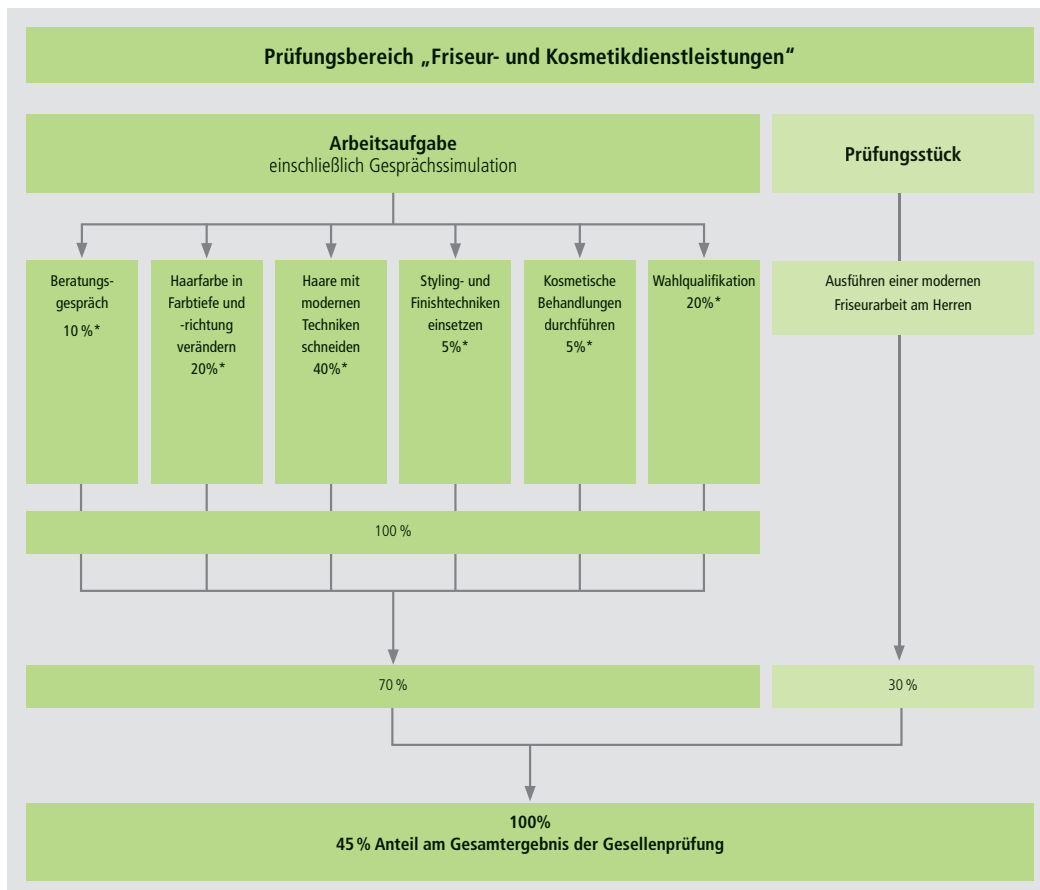 Prüfungsbereich „Friseur- und Kosmetikdienstleistungen“
Arbeitsaufgabe
einschließlich Gesprächssimulation
Prüfungsstück
Beratungs-
gespräch
10 %*
Haarfarbe in
Farbtiefe und
-richtung
verändern
20%*
Haare mit
modernen
Techniken
schneiden
40%*
Styling- und
Finishtechniken
einsetzen
5%*
Kosmetische
Behandlungen
durchführen
5%*
Wahlqualifikation
20%*
Ausführen einer modernen
Friseurarbeit am Herren
100 %
70 %
30 %
100%
45 % Anteil am Gesamtergebnis der Gesellenprüfung